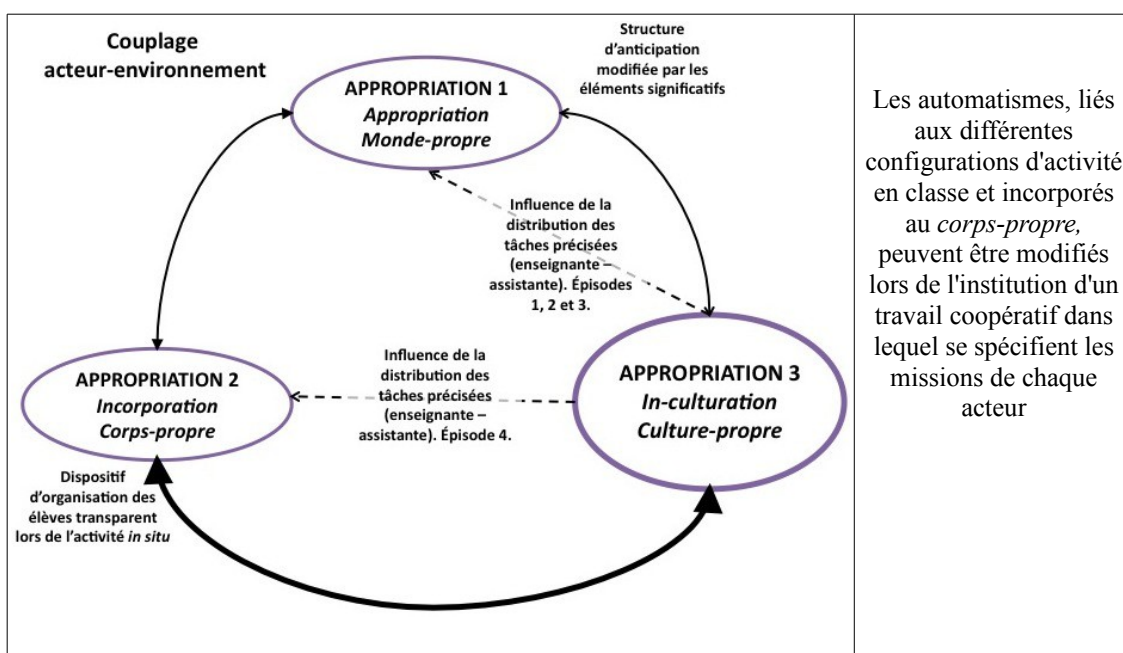 Couplage
acteur-environnement
Structure
d’anticipation
modifiée par les
éléments significatifs
APPROPRIATION 1
Appropriation
Monde-propre
Influence de la
distribution des
tâches précisées
(enseignante –
assistante). Épisodes
1, 2 et 3.
Influence de la
distribution des
tâches précisées
(enseignante –
assistante). Épisode 4.
APPROPRIATION 2
Incorporation
Corps-propre
APPROPRIATION 3
In-culturation
Culture-propre
Dispositif
d’organisation des
élèves transparent
lors de l’activité in situ
Les automatismes, liés
aux différentes
configurations d'activité
en classe et incorporés
au corps-propre,
peuvent être modifiés
lors de l'institution d'un
travail coopératif dans
lequel se spécifient les
missions de chaque
acteur